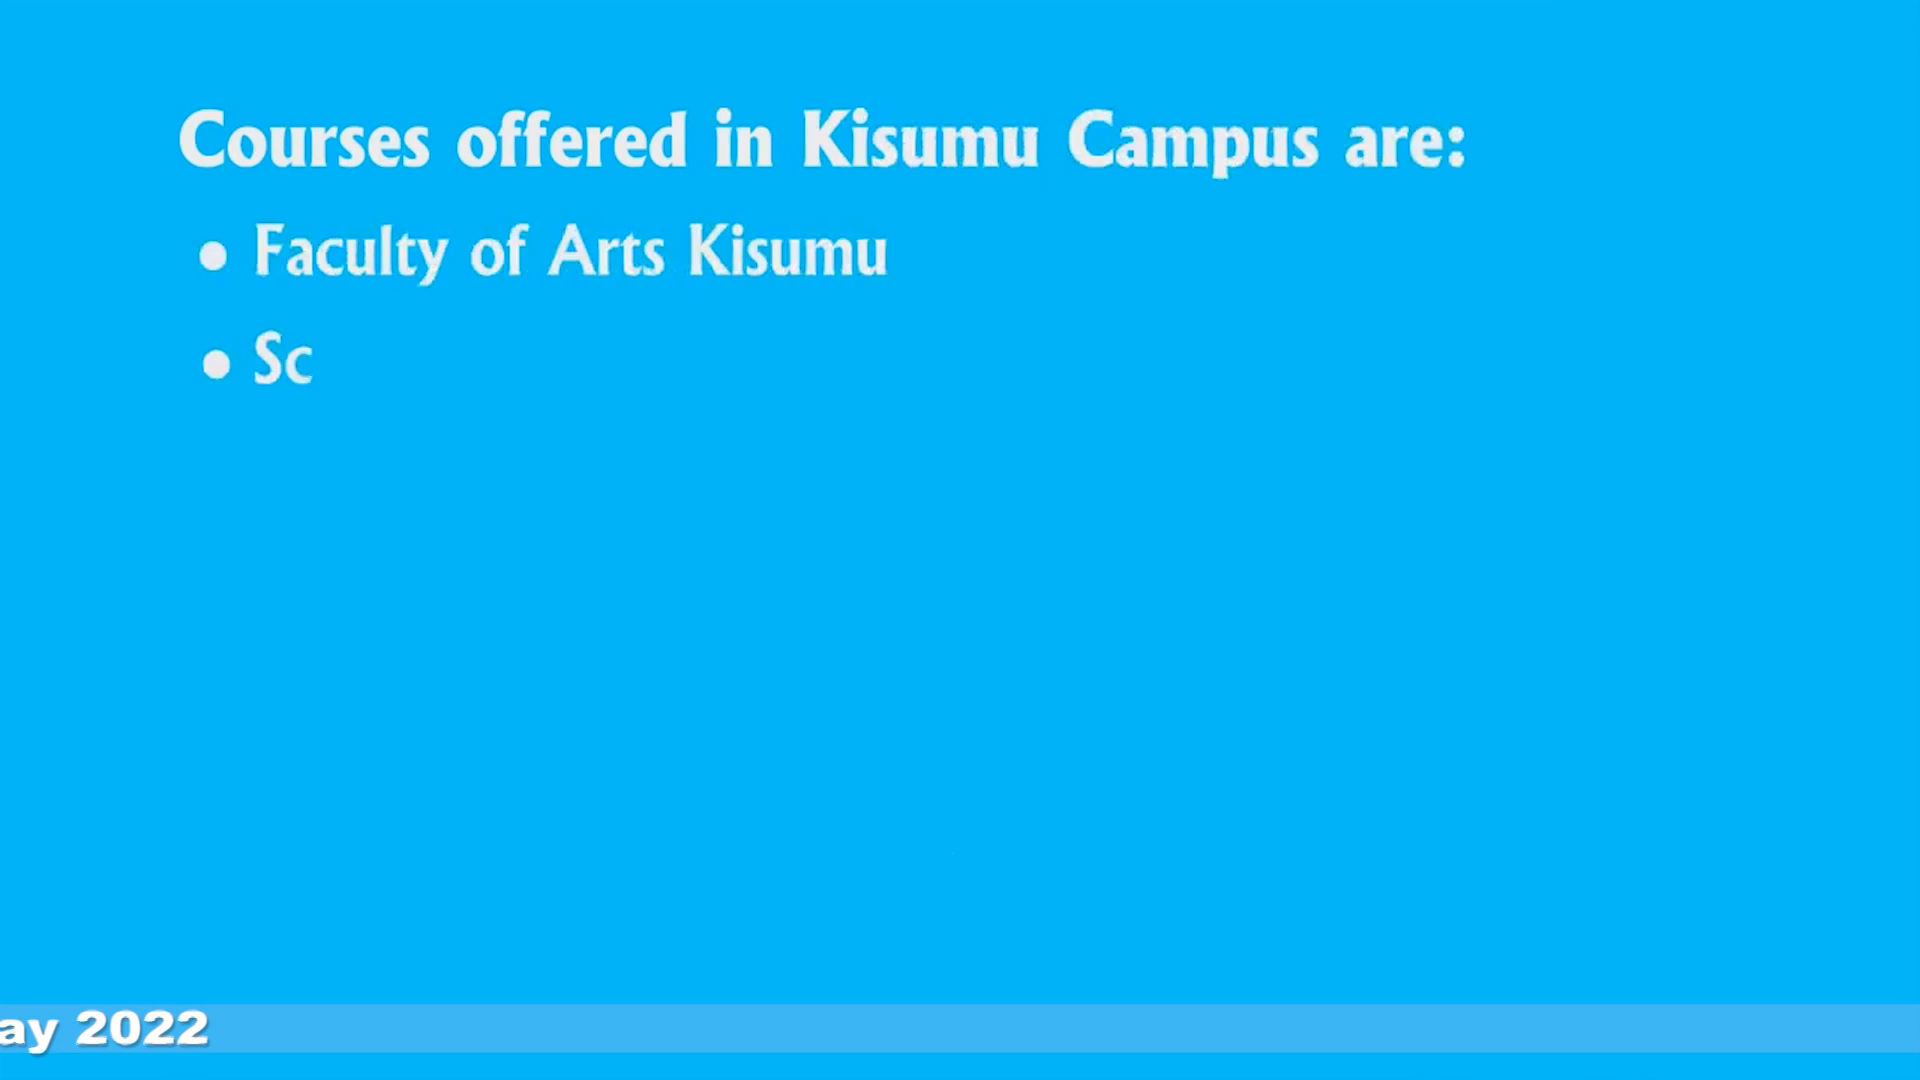 Courses offered in Kisumu Campus are:
• Faculty of Arts Kisumu
• Sc
ay 2022